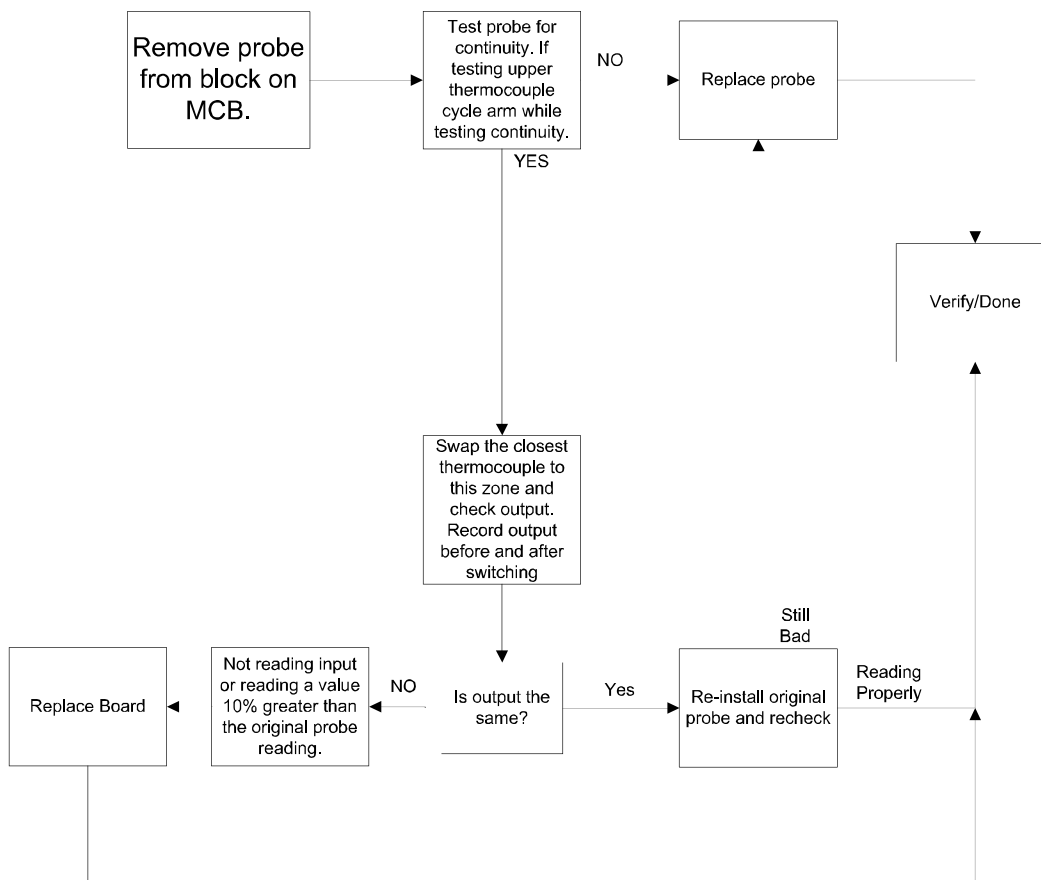 Remove probe
from block on
MCB.
Test probe for
continuity. If
testing upper
thermocouple
cycle arm while
testing continuity.
NO
Replace probe
YES
Verify/Done
Swap the closest
thermocouple to
this zone and
check output.
Record output
before and after
switching
Still
Bad
Replace Board
Not reading input
or reading a value
10% greater than
the original probe
reading.
NO
Is output the
same?
Yes
Re-install original
probe and recheck
Reading
Properly